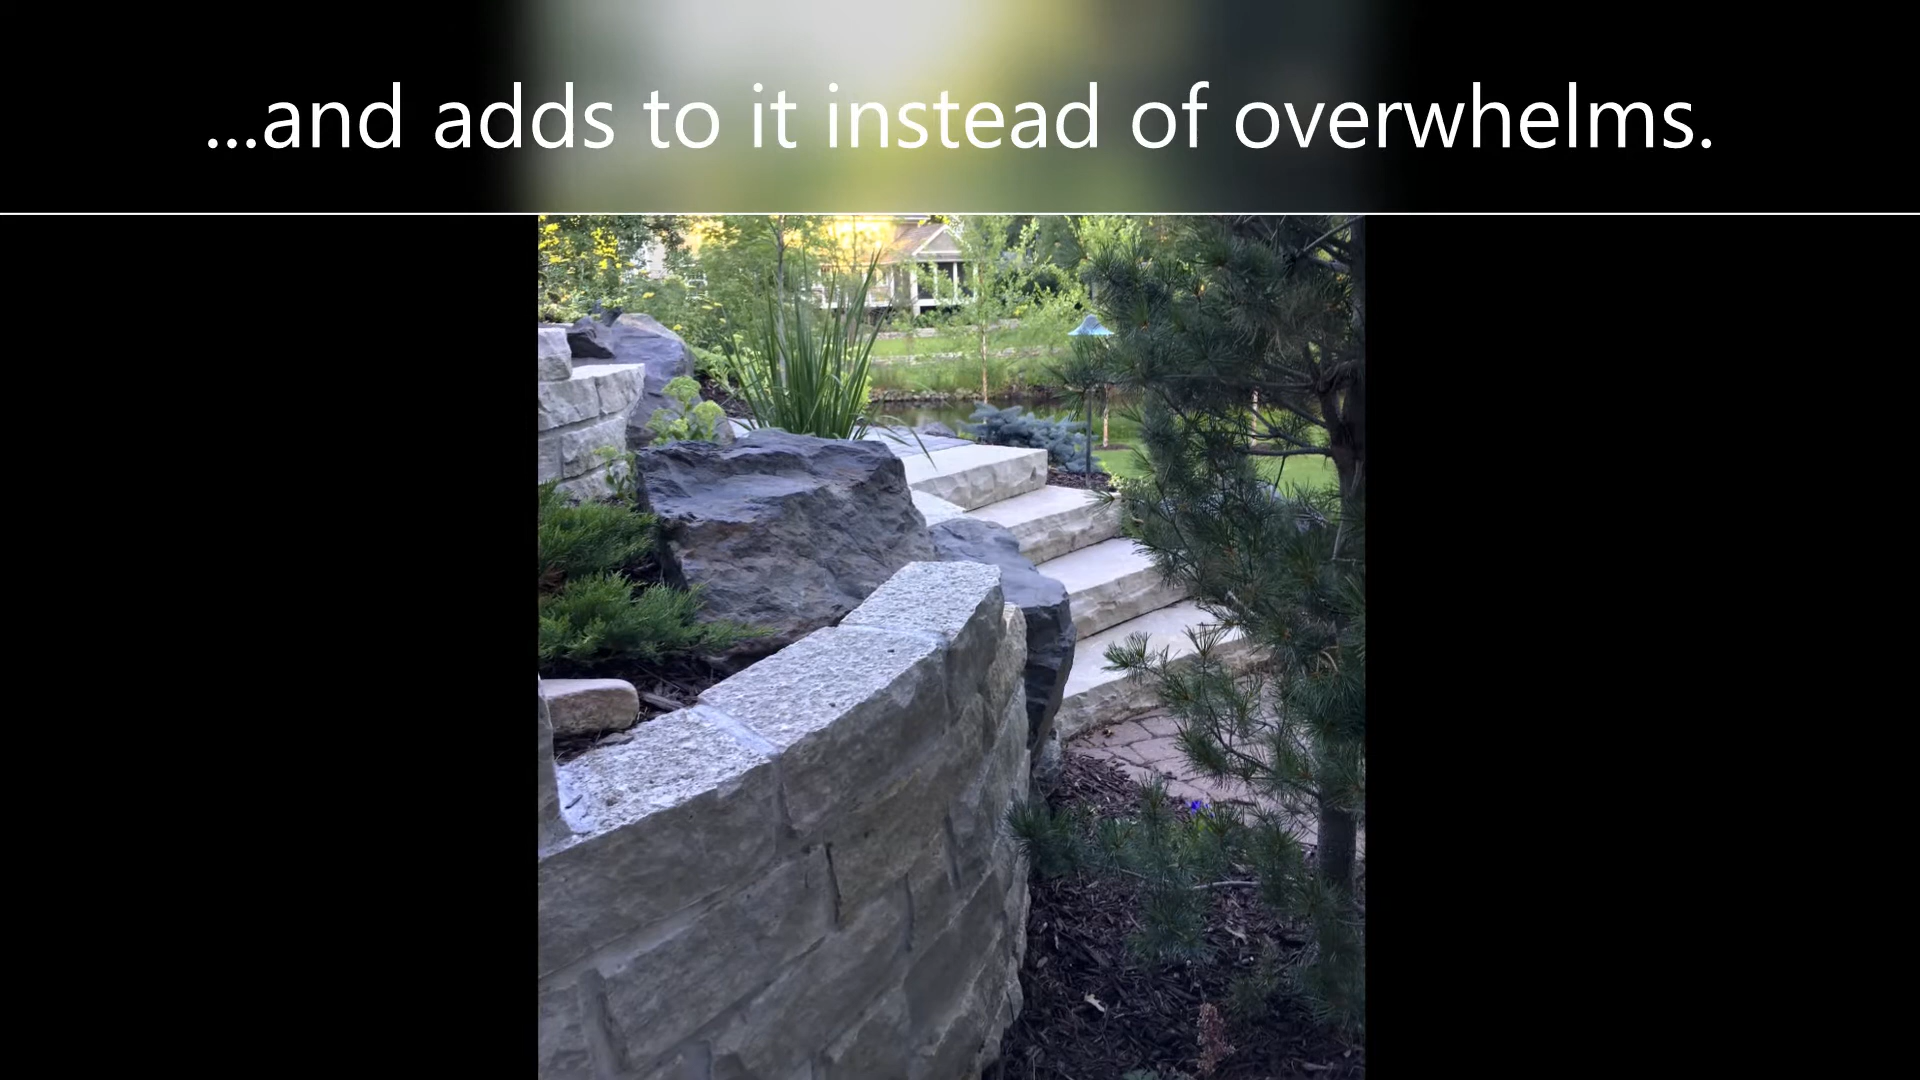 ...and adds to it instead of overwhelms.